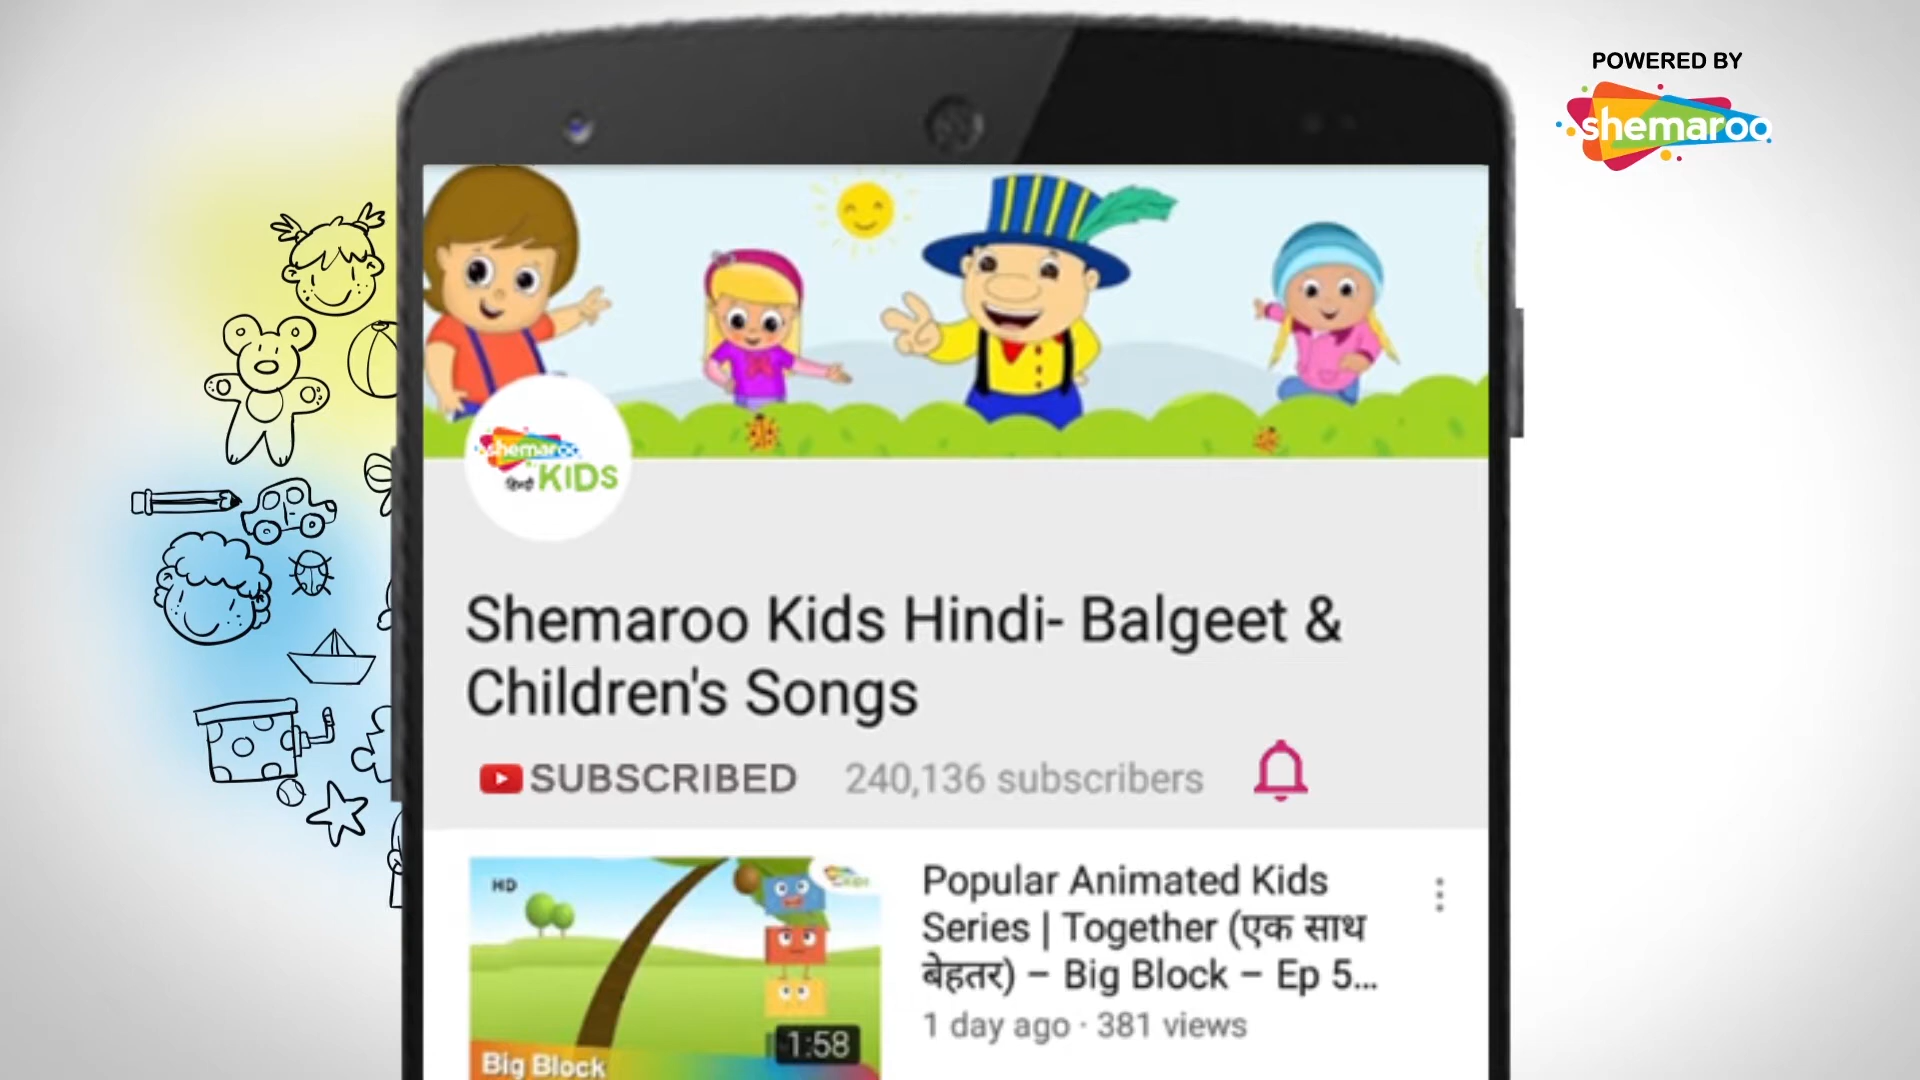 POWERED BY
shemaroo
shemaroo
हिन्दी KIDS
Shemaroo Kids Hindi- Balgeet &
Children's Songs
SUBSCRIBED 240,136 subscribers
HD
Popular Animated Kids
Series | Together (एक साथ
बेहतर) – Big Block – Ep 5...
1 day ago · 381 views
1:58
Big Block